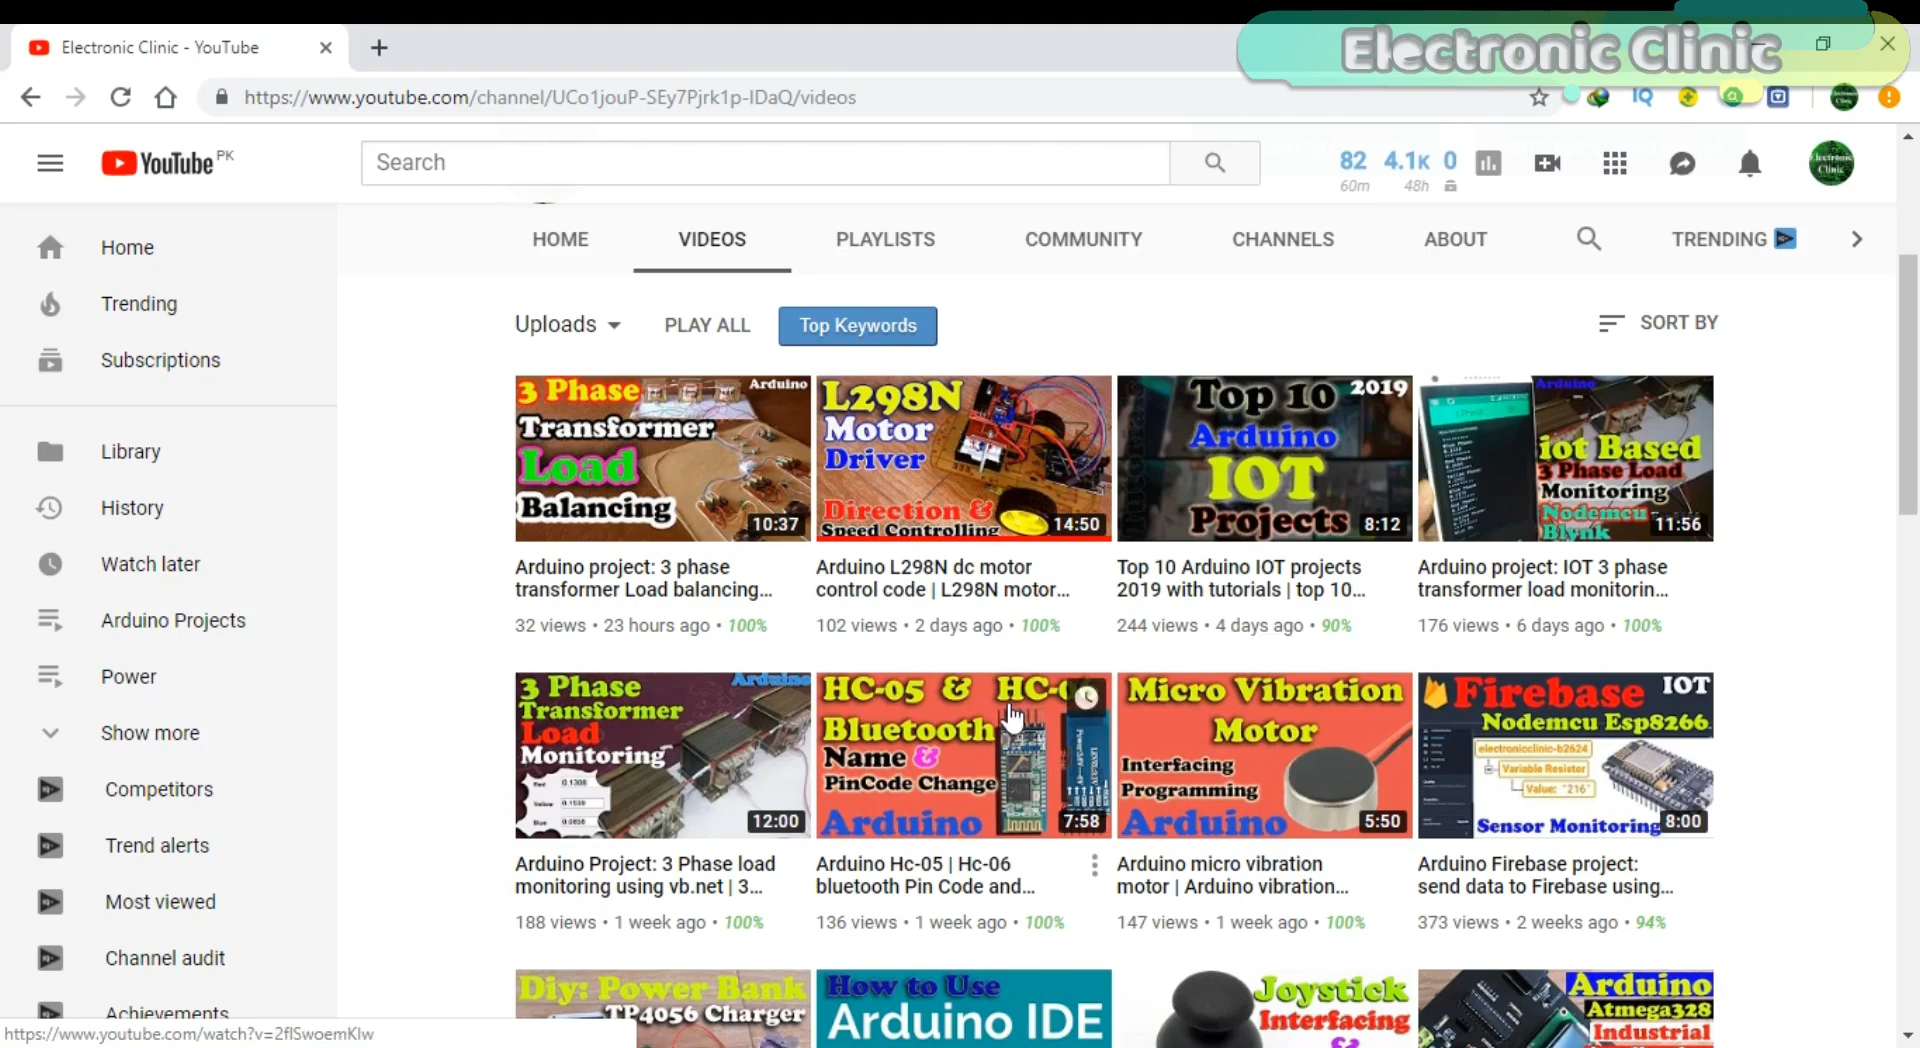 Electronic Clinic - YouTube
Electronic Clinic
https://www.youtube.com/channel/UCo1jouP-SEy7Pjrk1p-IDaQ/videos
IQ
YouTube PK
Search
82 4.1K 0
60m 48h
Home
Trending
Subscriptions
Library
History
Watch later
Arduino Projects
Power
Show more
Competitors
Trend alerts
Most viewed
Channel audit
Achievements
HOME VIDEOS PLAYLISTS COMMUNITY CHANNELS ABOUT TRENDING
Uploads PLAY ALL Top Keywords SORT BY
3 Phase Arduino
Transformer
Load
Balancing
10:37
Arduino project: 3 phase
transformer Load balancing...
32 views • 23 hours ago • 100%
L298N
Motor
Driver
Direction &
Speed Controlling
14:50
Arduino L298N dc motor
control code | L298N motor...
102 views • 2 days ago • 100%
Top 10 2019
Arduino
IOT
Projects
8:12
Top 10 Arduino IOT projects
2019 with tutorials | top 10...
244 views • 4 days ago • 90%
Arduino
iot Based
3 Phase Load
Monitoring
Nodemcu
Blynk
11:56
Arduino project: IOT 3 phase
transformer load monitorin...
176 views • 6 days ago • 100%
3 Phase Arduino
Transformer
Load
Monitoring
12:00
Arduino Project: 3 Phase load
monitoring using vb.net | 3...
188 views • 1 week ago • 100%
HC-05 & HC-0
Bluetooth
Name &
PinCode Change
Arduino
7:58
Arduino Hc-05 | Hc-06
bluetooth Pin Code and...
136 views • 1 week ago • 100%
Micro Vibration
Motor
Interfacing
Programming
Arduino
5:50
Arduino micro vibration
motor | Arduino vibration...
147 views • 1 week ago • 100%
Firebase IOT
Nodemcu Esp8266
electronicclinic-b2624
Variable Resistor
Value: "216"
Sensor Monitoring
8:00
Arduino Firebase project:
send data to Firebase using...
373 views • 2 weeks ago • 94%
Diy: Power Bank
TP4056 Charger
How to Use
Arduino IDE
Joystick
Interfacing
&
Arduino
Atmega328
Industrial
https://www.youtube.com/watch?v=2flSwoemKlw